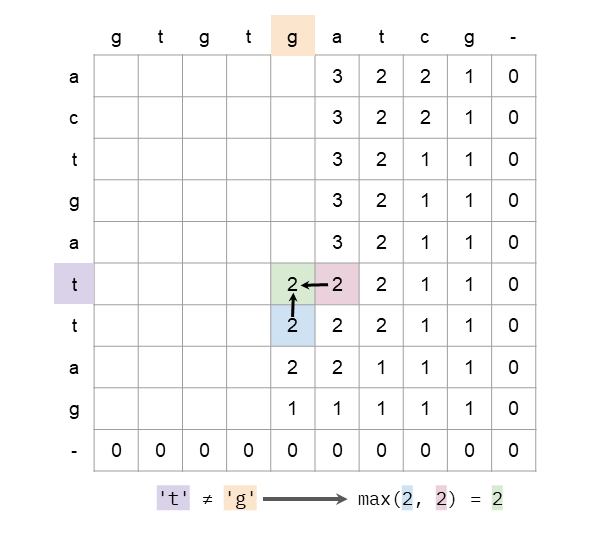 g t g t g a t c g -
a 3 2 2 1 0
c 3 2 2 1 0
t 3 2 1 1 0
g 3 2 1 1 0
a 3 2 1 1 0
t 2 2 2 1 1 0
t 2 2 2 1 1 0
a 2 2 1 1 1 0
g 1 1 1 1 1 0
- 0 0 0 0 0 0 0 0 0 0
't' ≠ 'g' max(2, 2) = 2